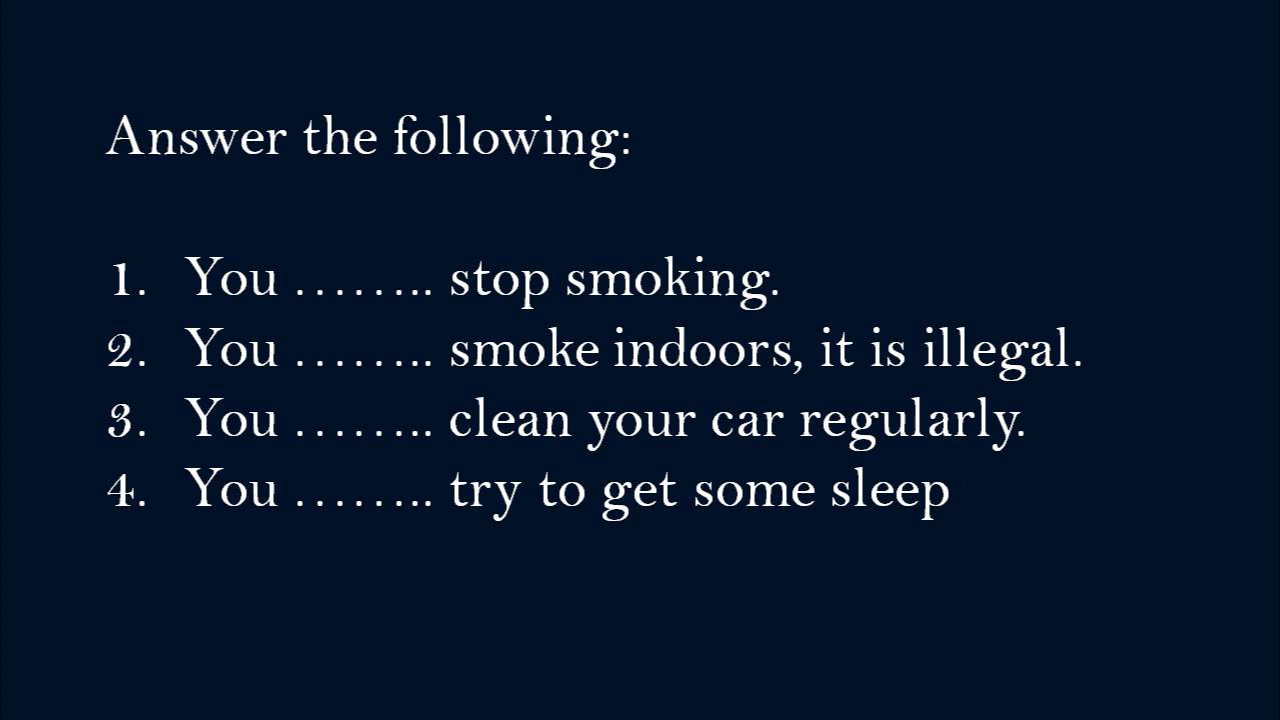 Answer the following:
1. You …….. stop smoking.
2. You …….. smoke indoors, it is illegal.
3. You …….. clean your car regularly.
4. You …….. try to get some sleep